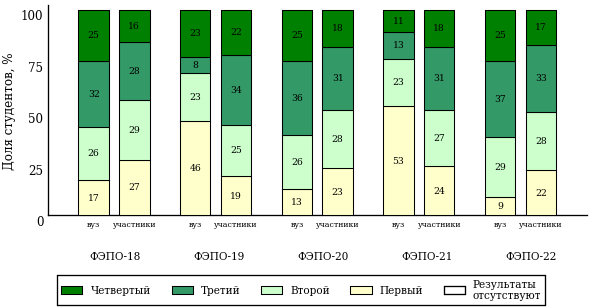 Доля студентов, %
100
75
50
25
0
25 16 23 22 25 18 11 18 25 17
32 28 8 34 36 31 13 31 37 33
26 29 23 25 26 28 23 27 29 28
17 27 46 19 13 23 53 24 9 22
вуз участники вуз участники вуз участники вуз участники вуз участники
ФЭПО-18 ФЭПО-19 ФЭПО-20 ФЭПО-21 ФЭПО-22
Четвертый Третий Второй Первый Результаты
отсутствуют